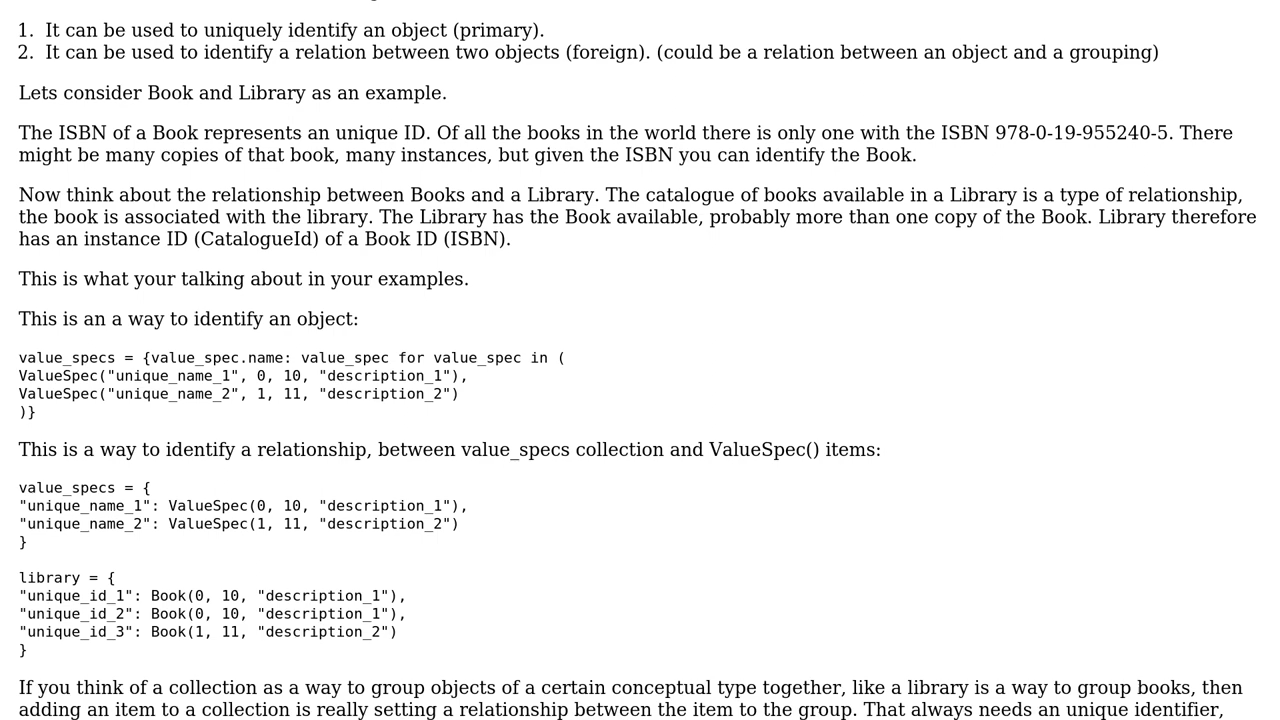 1. It can be used to uniquely identify an object (primary).
2. It can be used to identify a relation between two objects (foreign). (could be a relation between an object and a grouping)
Lets consider Book and Library as an example.
The ISBN of a Book represents an unique ID. Of all the books in the world there is only one with the ISBN 978-0-19-955240-5. There
might be many copies of that book, many instances, but given the ISBN you can identify the Book.
Now think about the relationship between Books and a Library. The catalogue of books available in a Library is a type of relationship,
the book is associated with the library. The Library has the Book available, probably more than one copy of the Book. Library therefore
has an instance ID (CatalogueId) of a Book ID (ISBN).
This is what your talking about in your examples.
This is an a way to identify an object:
value_specs = {value_spec.name: value_spec for value_spec in (
ValueSpec("unique_name_1", 0, 10, "description_1"),
ValueSpec("unique_name_2", 1, 11, "description_2")
)}
This is a way to identify a relationship, between value_specs collection and ValueSpec() items:
value_specs = {
"unique_name_1": ValueSpec(0, 10, "description_1"),
"unique_name_2": ValueSpec(1, 11, "description_2")
}
library = {
"unique_id_1": Book(0, 10, "description_1"),
"unique_id_2": Book(0, 10, "description_1"),
"unique_id_3": Book(1, 11, "description_2")
}
If you think of a collection as a way to group objects of a certain conceptual type together, like a library is a way to group books, then
adding an item to a collection is really setting a relationship between the item to the group. That always needs an unique identifier,